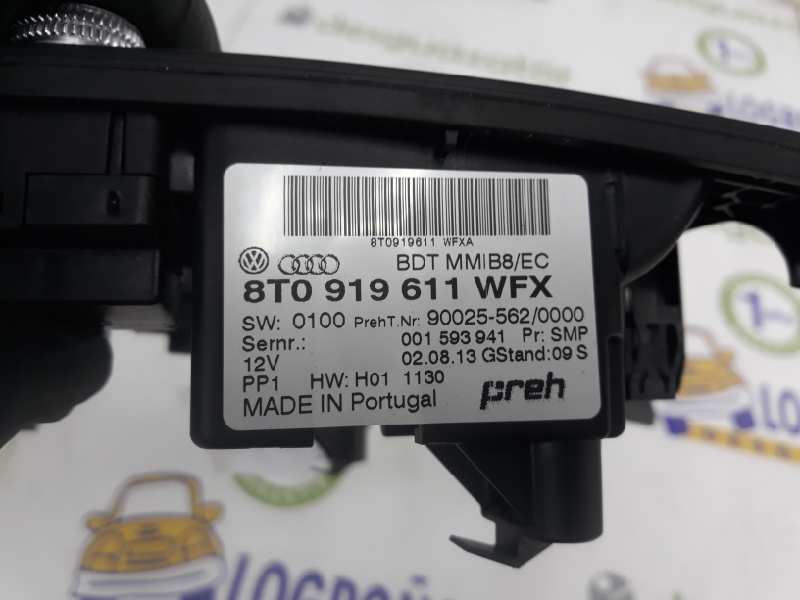 8T0919611 WFXA
BDT MMIB8/EC
8T0 919 611 WFX
SW: 0100 PrehT.Nr: 90025-562/0000
Sernr.: 001 593 941 Pr: SMP
12V 02.08.13 GStand: 09 S
PP1 HW: H01 1130
MADE IN Portugal preh